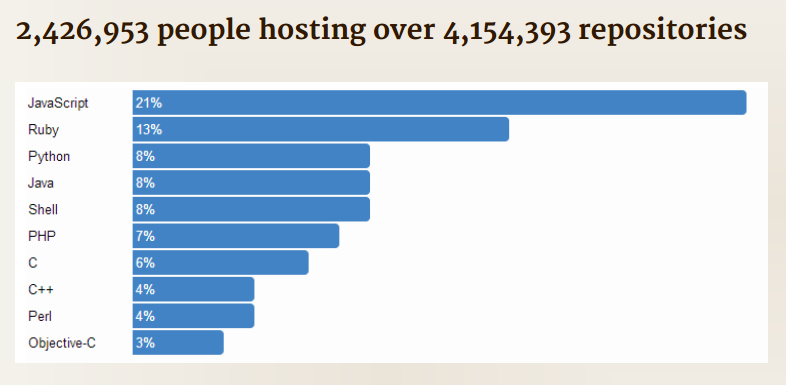 2,426,953 people hosting over 4,154,393 repositories
JavaScript 21%
Ruby 13%
Python 8%
Java 8%
Shell 8%
PHP 7%
C 6%
C++ 4%
Perl 4%
Objective-C 3%